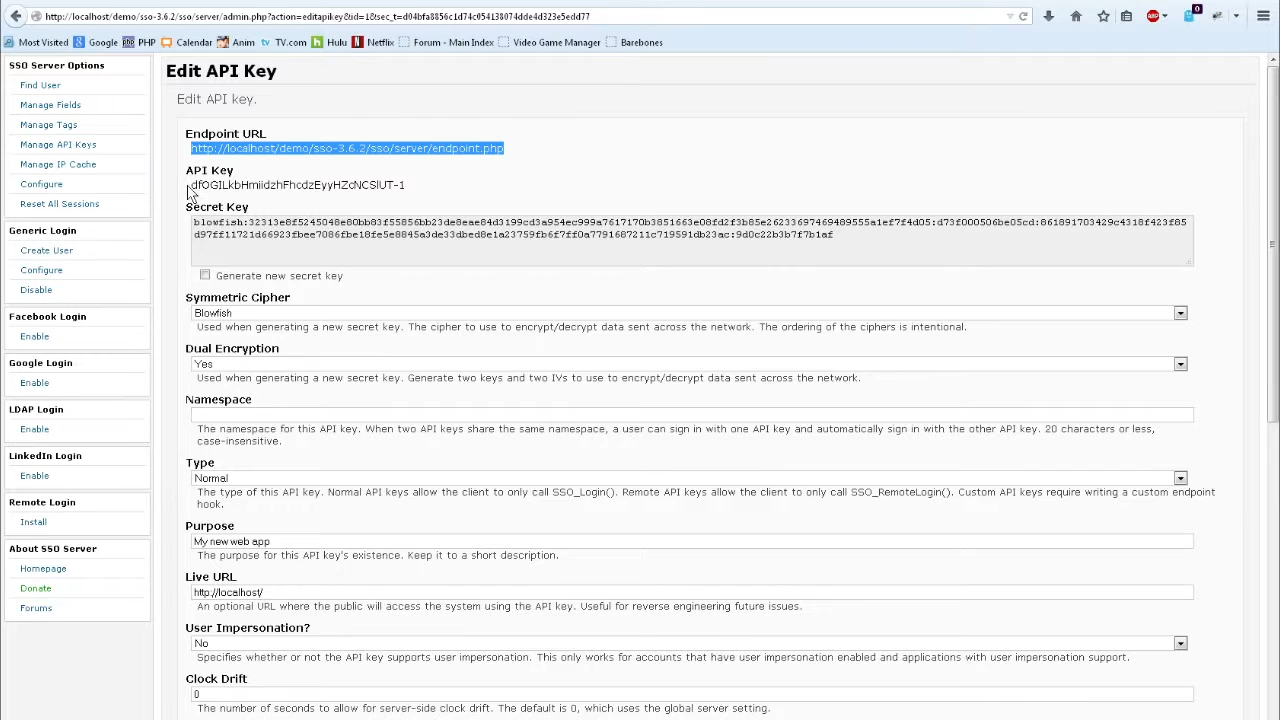 http://localhost/demo/sso-3.6.2/sso/server/admin.php?action=editapikey&id=1&sec_t=d04bfa8856c1d74c054138074dde4d323e5edd77
ABP
0
Most Visited Google PHP Calendar Anim TV.com Hulu Netflix Forum - Main Index Video Game Manager Barebones
SSO Server Options
Find User
Manage Fields
Manage Tags
Manage API Keys
Manage IP Cache
Configure
Reset All Sessions
Generic Login
Create User
Configure
Disable
Facebook Login
Enable
Google Login
Enable
LDAP Login
Enable
LinkedIn Login
Enable
Remote Login
Install
About SSO Server
Homepage
Donate
Forums
Edit API Key
Edit API key.
Endpoint URL
http://localhost/demo/sso-3.6.2/sso/server/endpoint.php
API Key
Secret Key
Generate new secret key
Symmetric Cipher
Blowfish
Used when generating a new secret key. The cipher to use to encrypt/decrypt data sent across the network. The ordering of the ciphers is intentional.
Dual Encryption
Yes
Used when generating a new secret key. Generate two keys and two IVs to use to encrypt/decrypt data sent across the network.
Namespace
The namespace for this API key. When two API keys share the same namespace, a user can sign in with one API key and automatically sign in with the other API key. 20 characters or less,
case-insensitive.
Type
Normal
The type of this API key. Normal API keys allow the client to only call SSO_Login(). Remote API keys allow the client to only call SSO_RemoteLogin(). Custom API keys require writing a custom endpoint
hook.
Purpose
My new web app
The purpose for this API key's existence. Keep it to a short description.
Live URL
http://localhost/
An optional URL where the public will access the system using the API key. Useful for reverse engineering future issues.
User Impersonation?
No
Specifies whether or not the API key supports user impersonation. This only works for accounts that have user impersonation enabled and applications with user impersonation support.
Clock Drift
0
The number of seconds to allow for server-side clock drift. The default is 0, which uses the global server setting.